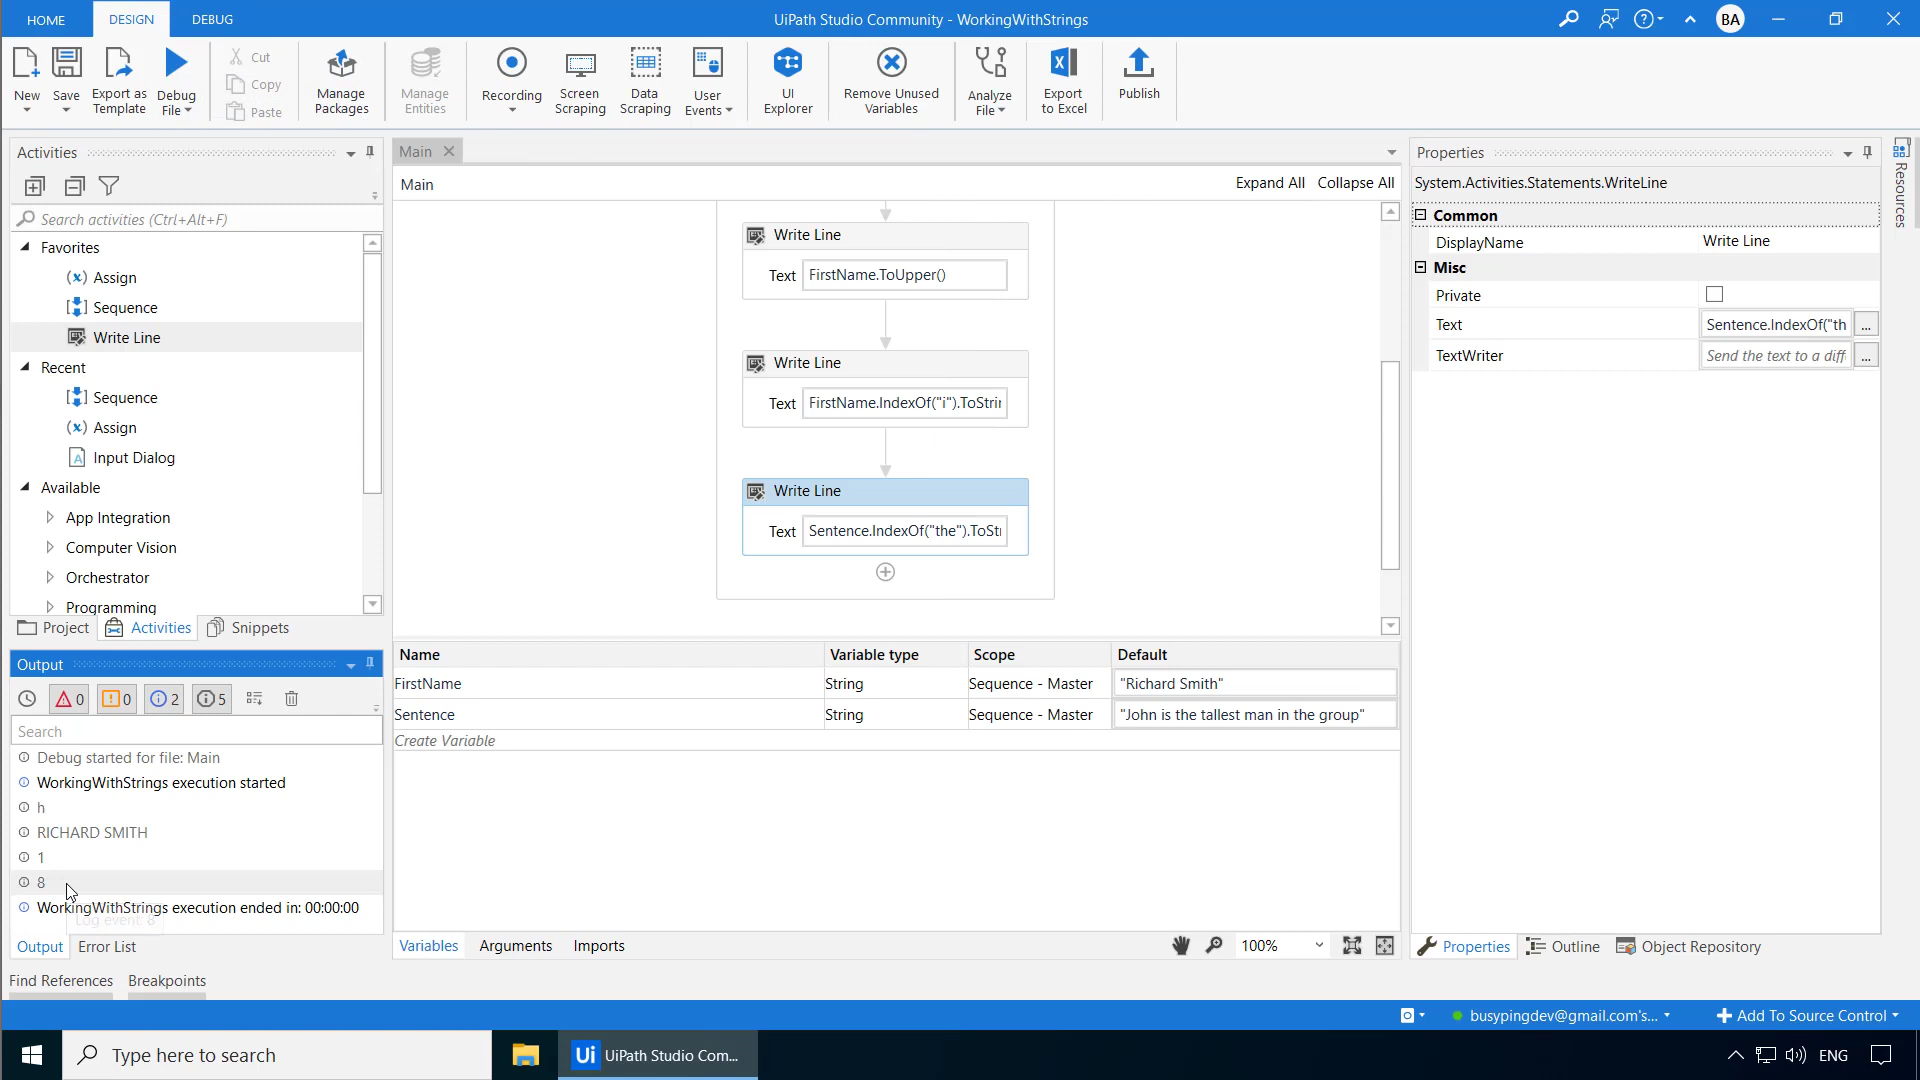 HOME
DESIGN
DEBUG
UiPath Studio Community - WorkingWithStrings
BA
New
Save
Export as Template
Debug File
Cut
Copy
Paste
Manage Packages
Manage Entities
Recording
Screen Scraping
Data Scraping
User Events
UI Explorer
Remove Unused Variables
Analyze File
Export to Excel
Publish
Activities
Search activities (Ctrl+Alt+F)
Favorites
Assign
Sequence
Write Line
Recent
Sequence
Assign
Input Dialog
Available
App Integration
Computer Vision
Orchestrator
Programming
Project
Activities
Snippets
Output
0
0
2
5
Search
Debug started for file: Main
WorkingWithStrings execution started
h
RICHARD SMITH
1
8
WorkingWithStrings execution ended in: 00:00:00
Log event: 8
Output
Error List
Find References
Breakpoints
Main
Main
Expand All
Collapse All
Write Line
Text
FirstName.ToUpper()
Write Line
Text
FirstName.IndexOf("i").ToStrin
Write Line
Text
Sentence.IndexOf("the").ToStr
Name
Variable type
Scope
Default
FirstName
String
Sequence - Master
"Richard Smith"
Sentence
String
Sequence - Master
"John is the tallest man in the group"
Create Variable
Variables
Arguments
Imports
100%
Properties
System.Activities.Statements.WriteLine
Common
DisplayName
Write Line
Misc
Private
Text
Sentence.IndexOf("th
...
TextWriter
Send the text to a diff
...
Properties
Outline
Object Repository
Resources
busypingdev@gmail.com's...
Add To Source Control
Type here to search
Ui
UiPath Studio Com...
ENG